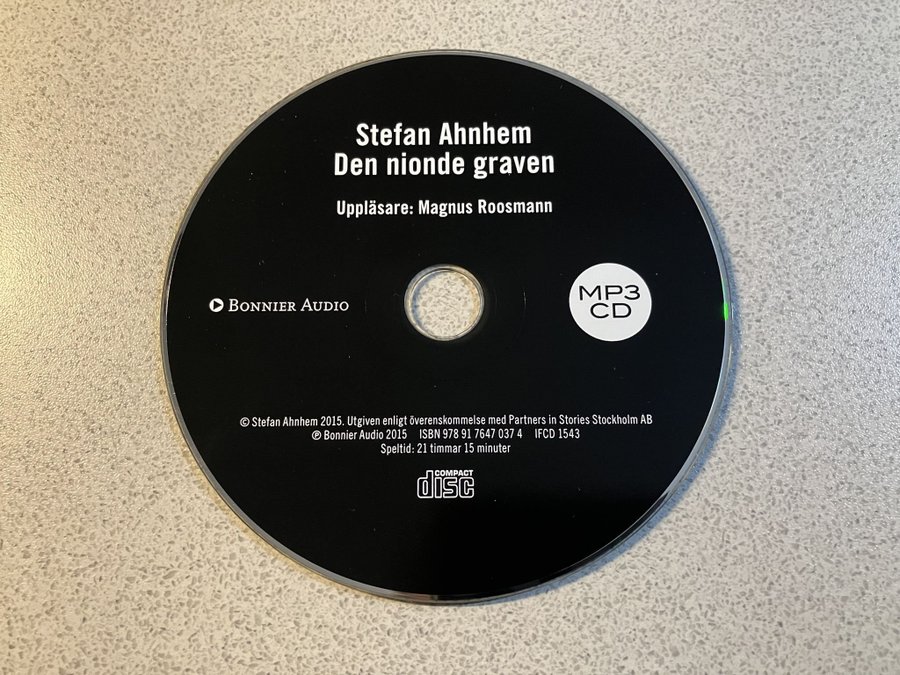 Stefan Ahnhem
Den nionde graven
Uppläsare: Magnus Roosmann
BONNIER AUDIO
MP3
CD
© Stefan Ahnhem 2015. Utgiven enligt överenskommelse med Partners in Stories Stockholm AB
℗ Bonnier Audio 2015 ISBN 978 91 7647 037 4 IFCD 1543
Speltid: 21 timmar 15 minuter
COMPACT
disc